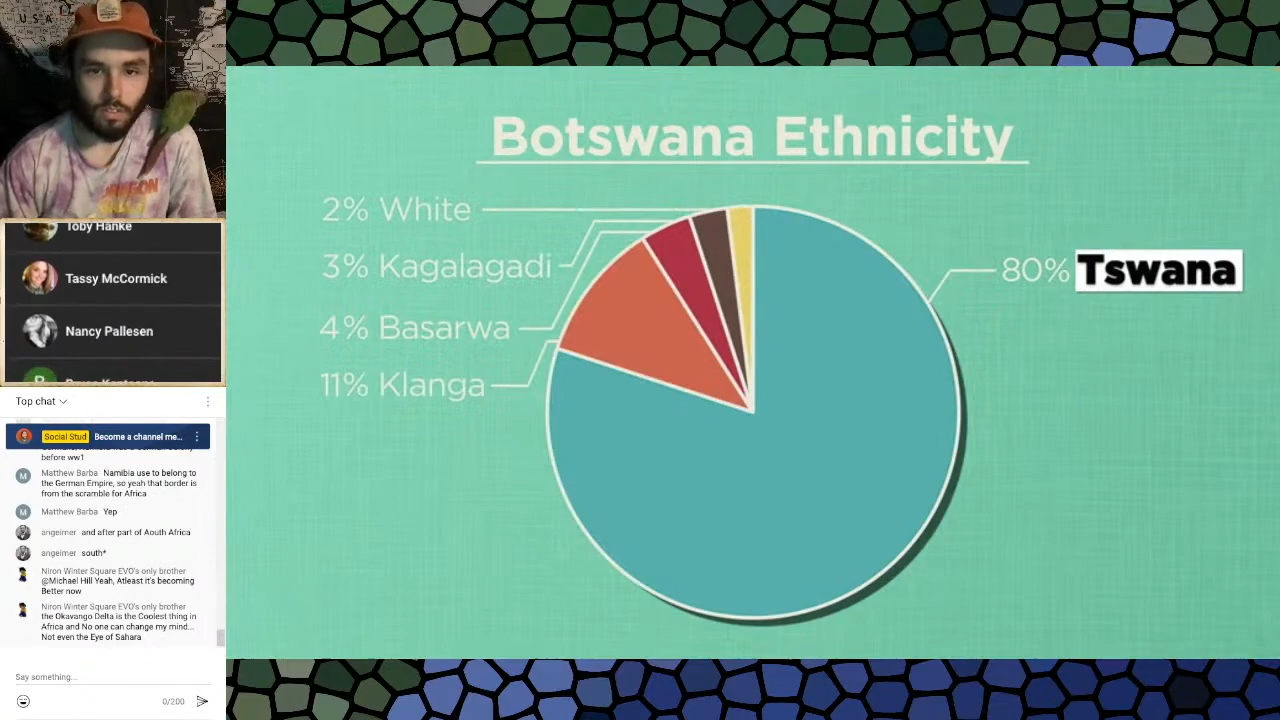 USA
Botswana Ethnicity
2% White
3% Kagalagadi
4% Basarwa
11% Klanga
80% Tswana
Toby Hanke
Tassy McCormick
Nancy Pallesen
Top chat
Social Stud Become a channel me...
before ww1
Matthew Barba Namibia use to belong to
the German Empire, so yeah that border is
from the scramble for Africa
Matthew Barba Yep
angeimer and after part of Aouth Africa
angeimer south*
Niron Winter Square EVO's only brother
@Michael Hill Yeah, Atleast it's becoming
Better now
Niron Winter Square EVO's only brother
the Okavango Delta is the Coolest thing in
Africa and No one can change my mind...
Not even the Eye of Sahara
Say something...
0/200